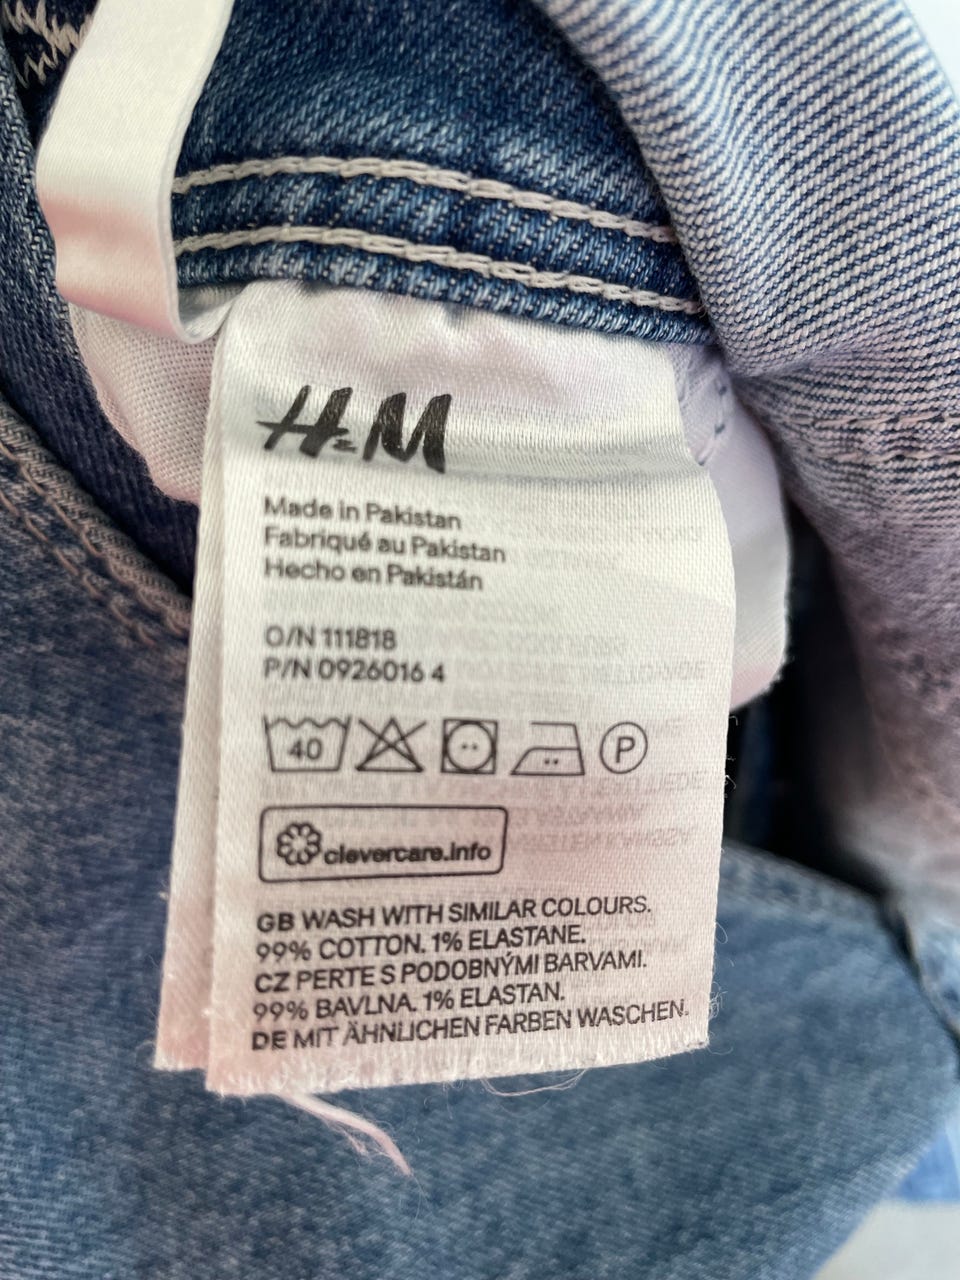 H&M
Made in Pakistan
Fabriqué au Pakistan
Hecho en Pakistán
O/N 111818
P/N 0926016 4
40
P
clevercare.info
GB WASH WITH SIMILAR COLOURS.
99% COTTON. 1% ELASTANE.
CZ PERTE S PODOBNÝMI BARVAMI.
99% BAVLNA. 1% ELASTAN.
DE MIT ÄHNLICHEN FARBEN WASCHEN.